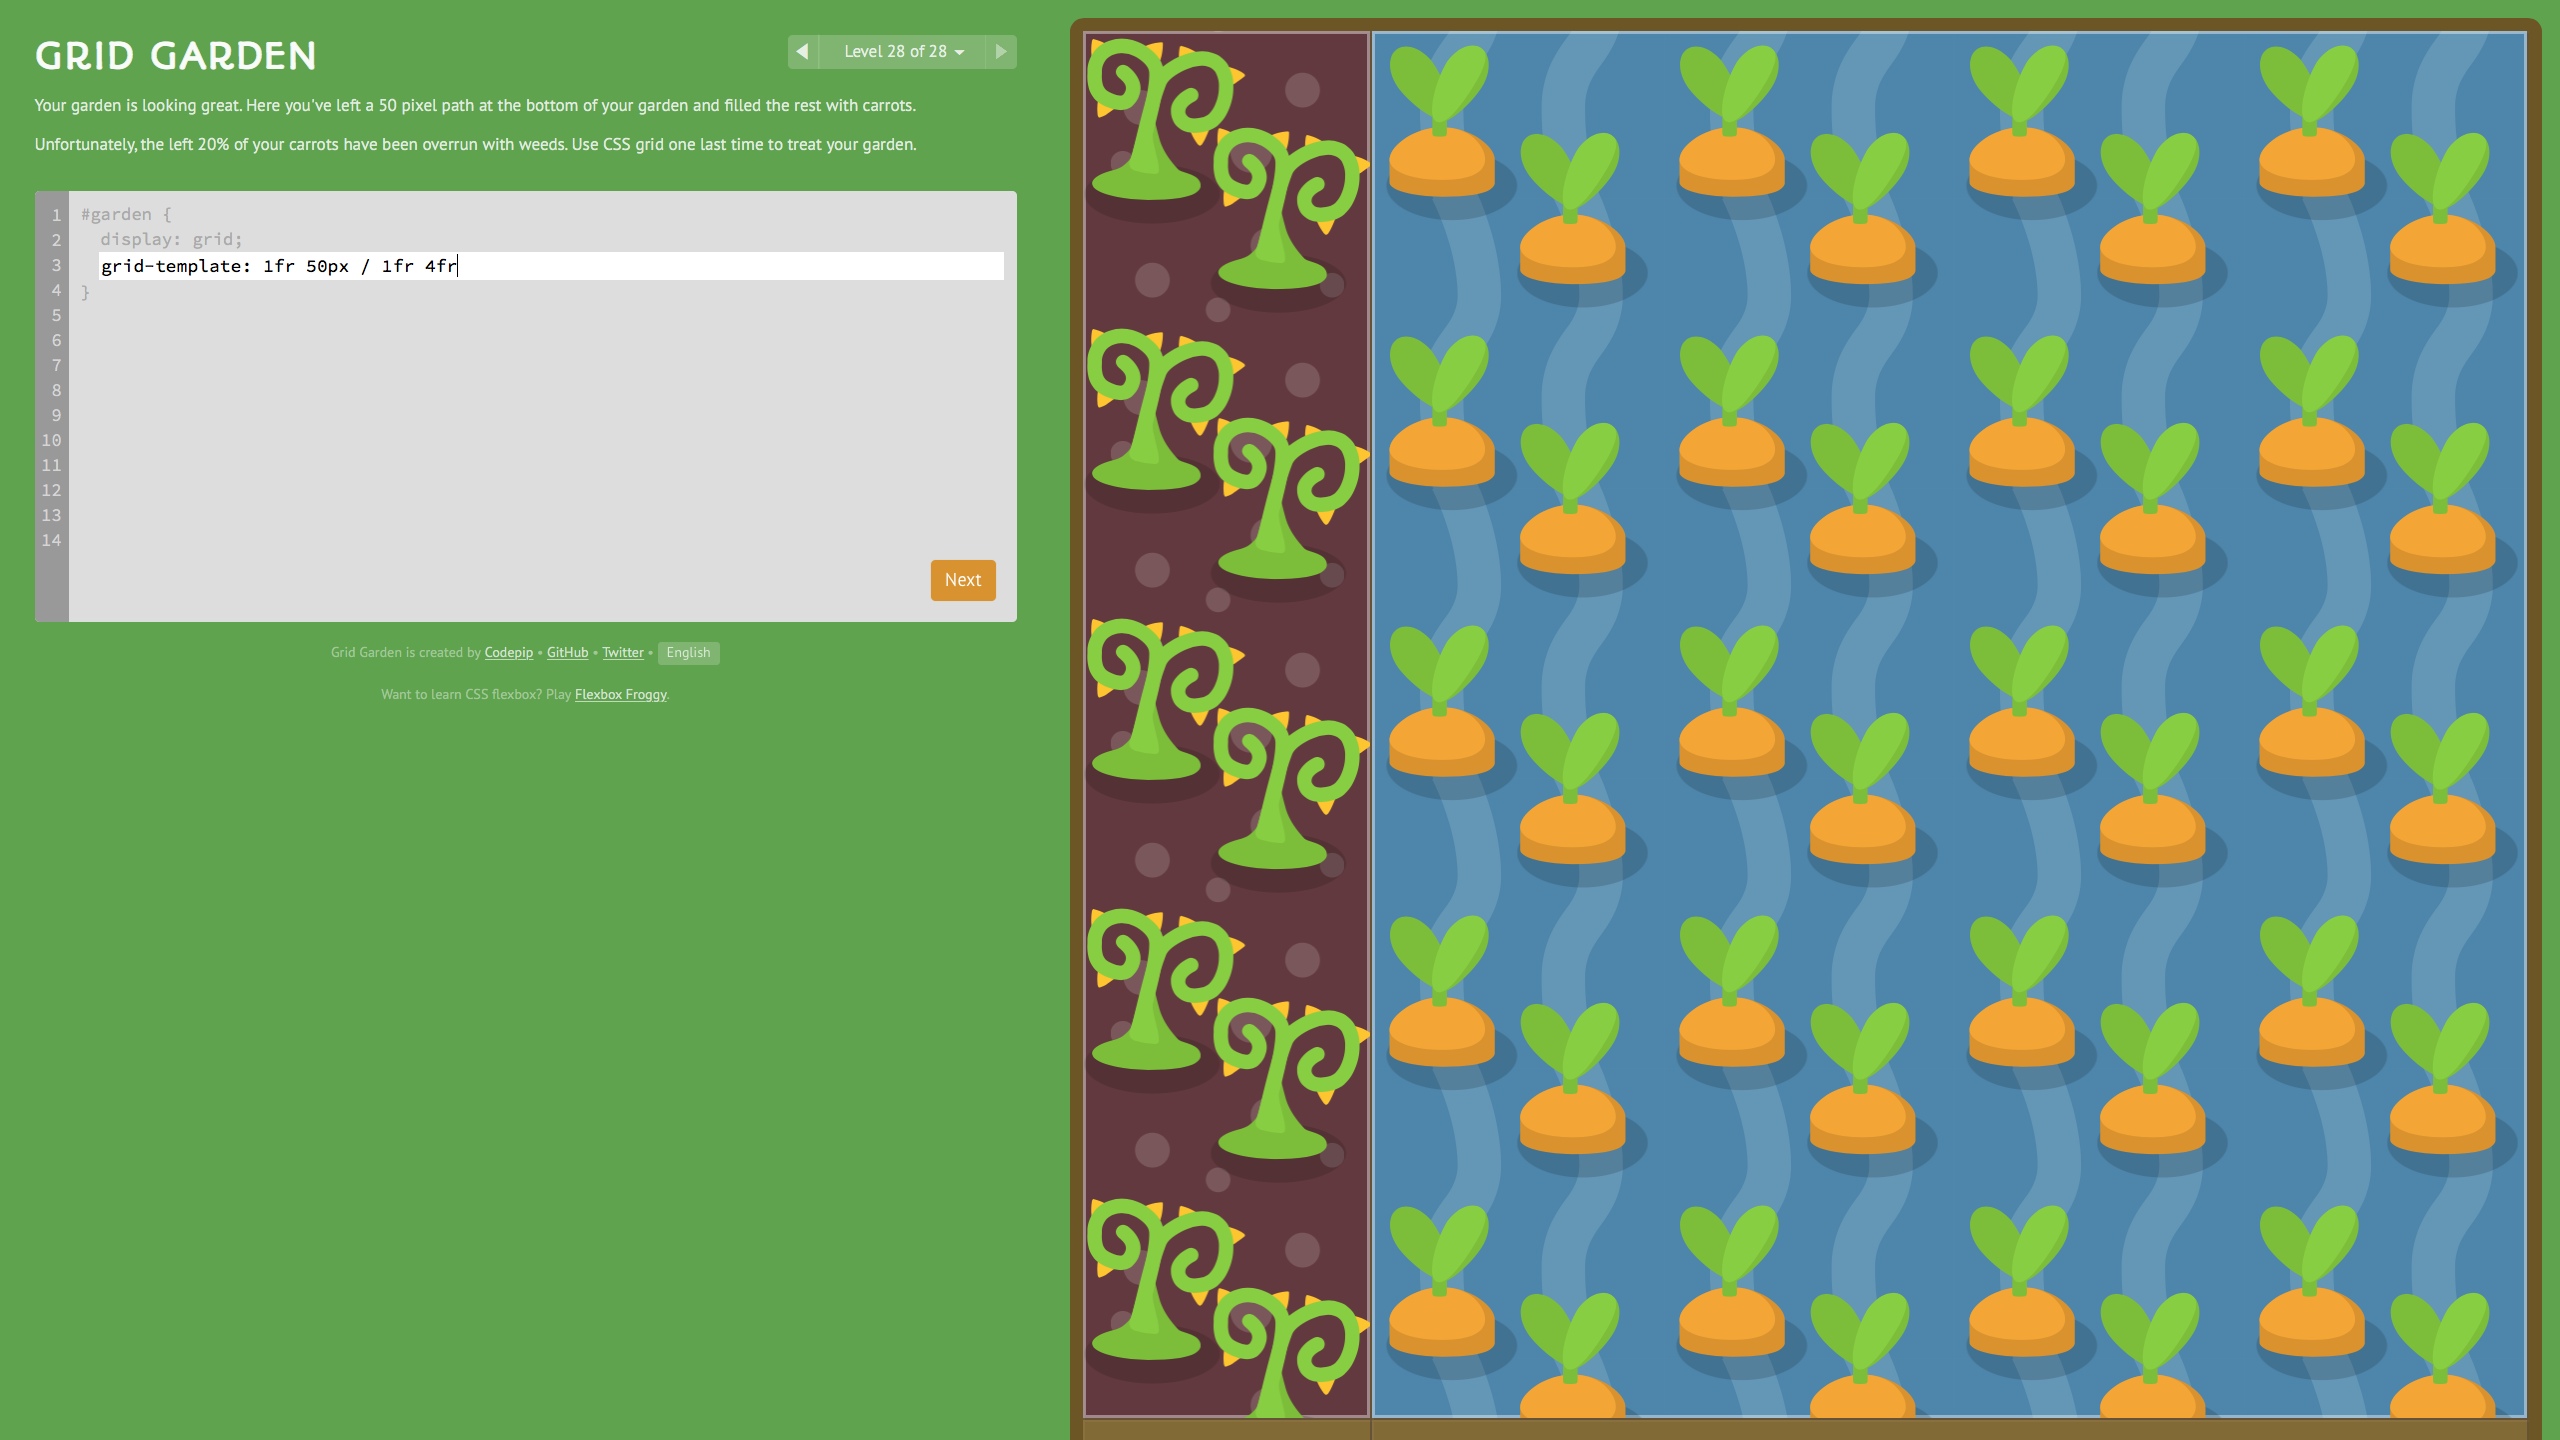 GRID GARDEN
Level 28 of 28
Your garden is looking great. Here you've left a 50 pixel path at the bottom of your garden and filled the rest with carrots.
Unfortunately, the left 20% of your carrots have been overrun with weeds. Use CSS grid one last time to treat your garden.
1 #garden {
2 display: grid;
3 grid-template: 1fr 50px / 1fr 4fr
4 }
5
6
7
8
9
10
11
12
13
14
Next
Grid Garden is created by Codepip • GitHub • Twitter • English
Want to learn CSS flexbox? Play Flexbox Froggy.